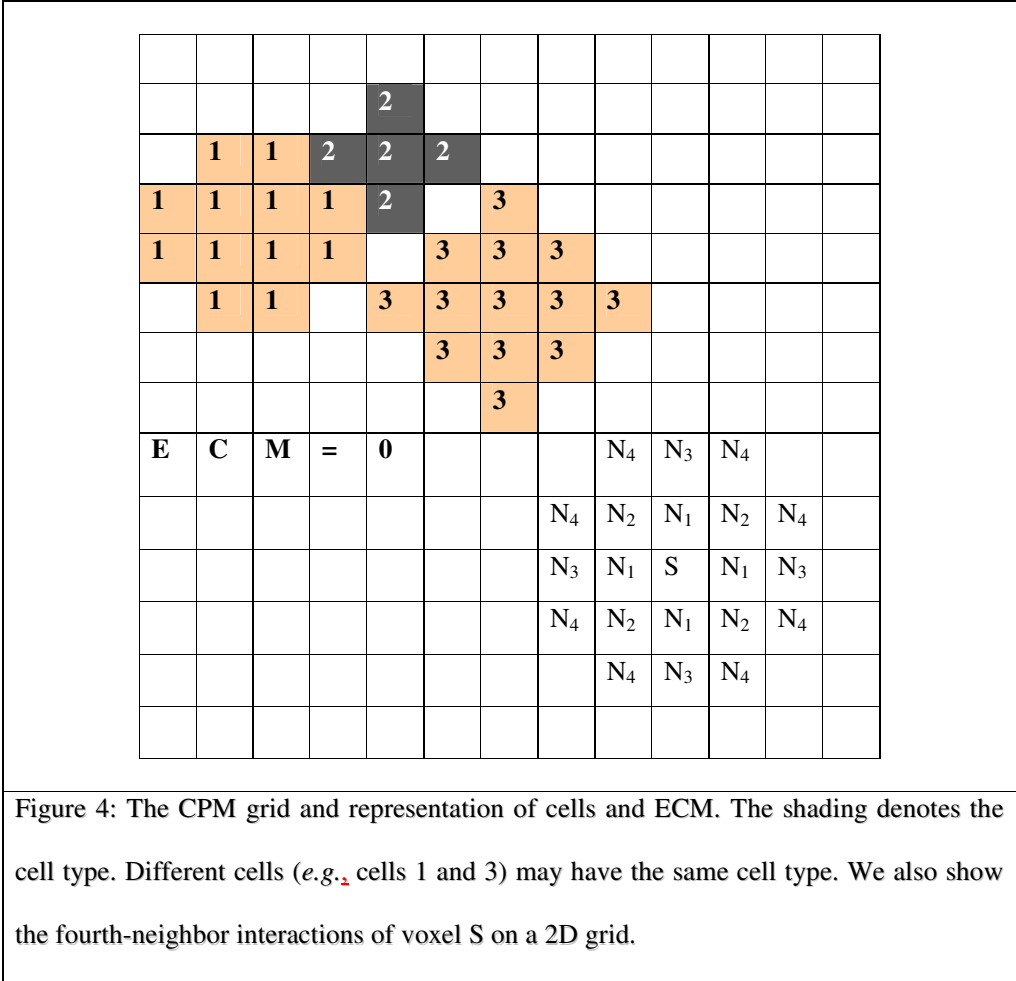 2
1 1 2 2 2
1 1 1 1 2 3
1 1 1 1 3 3 3
1 1 3 3 3 3 3
3 3 3
3
E C M = 0 N₄ N₃ N₄
N₄ N₂ N₁ N₂ N₄
N₃ N₁ S N₁ N₃
N₄ N₂ N₁ N₂ N₄
N₄ N₃ N₄
Figure 4: The CPM grid and representation of cells and ECM. The shading denotes the
cell type. Different cells (e.g., cells 1 and 3) may have the same cell type. We also show
the fourth-neighbor interactions of voxel S on a 2D grid.